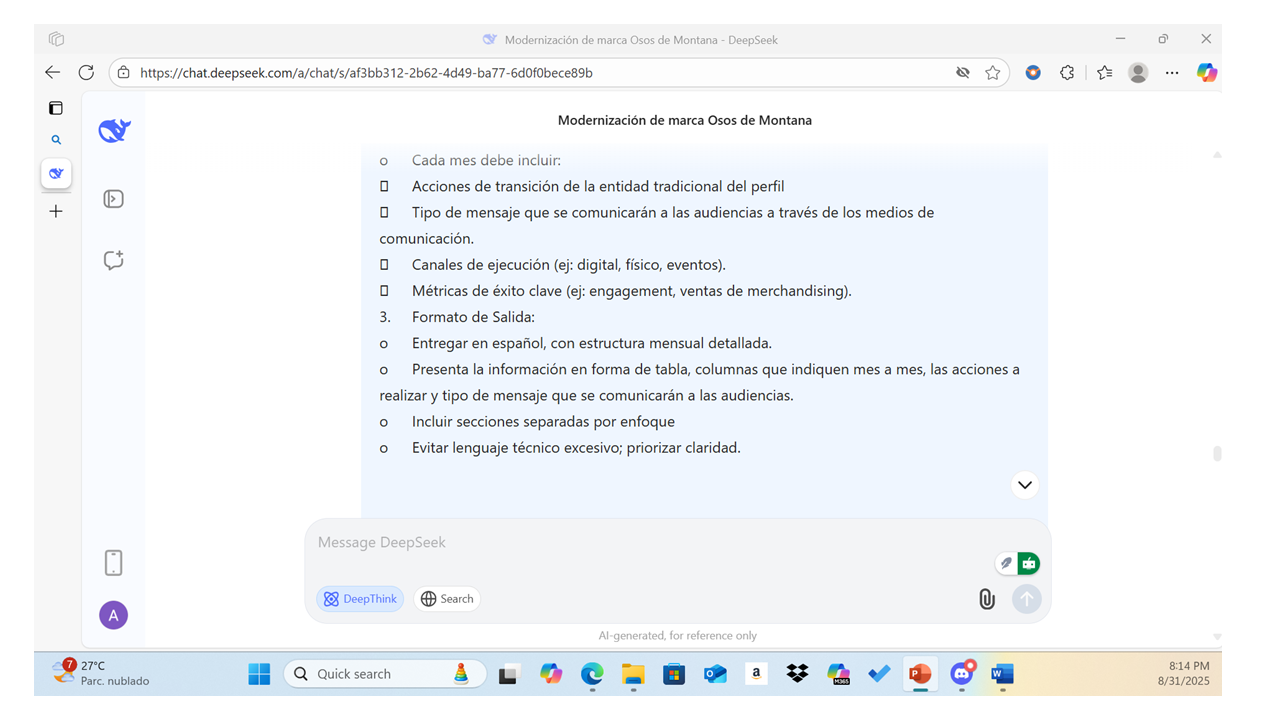 Modernización de marca Osos de Montana - DeepSeek
https://chat.deepseek.com/a/chat/s/af3bb312-2b62-4d49-ba77-6d0f0bece89b
Modernización de marca Osos de Montana
o Cada mes debe incluir:
Acciones de transición de la entidad tradicional del perfil
Tipo de mensaje que se comunicarán a las audiencias a través de los medios de
comunicación.
Canales de ejecución (ej: digital, físico, eventos).
Métricas de éxito clave (ej: engagement, ventas de merchandising).
3. Formato de Salida:
o Entregar en español, con estructura mensual detallada.
o Presenta la información en forma de tabla, columnas que indiquen mes a mes, las acciones a
realizar y tipo de mensaje que se comunicarán a las audiencias.
o Incluir secciones separadas por enfoque
o Evitar lenguaje técnico excesivo; priorizar claridad.
Message DeepSeek
DeepThink
Search
A
AI-generated, for reference only
7
27°C
Parc. nublado
Quick search
a
M365
P
W
8:14 PM
8/31/2025